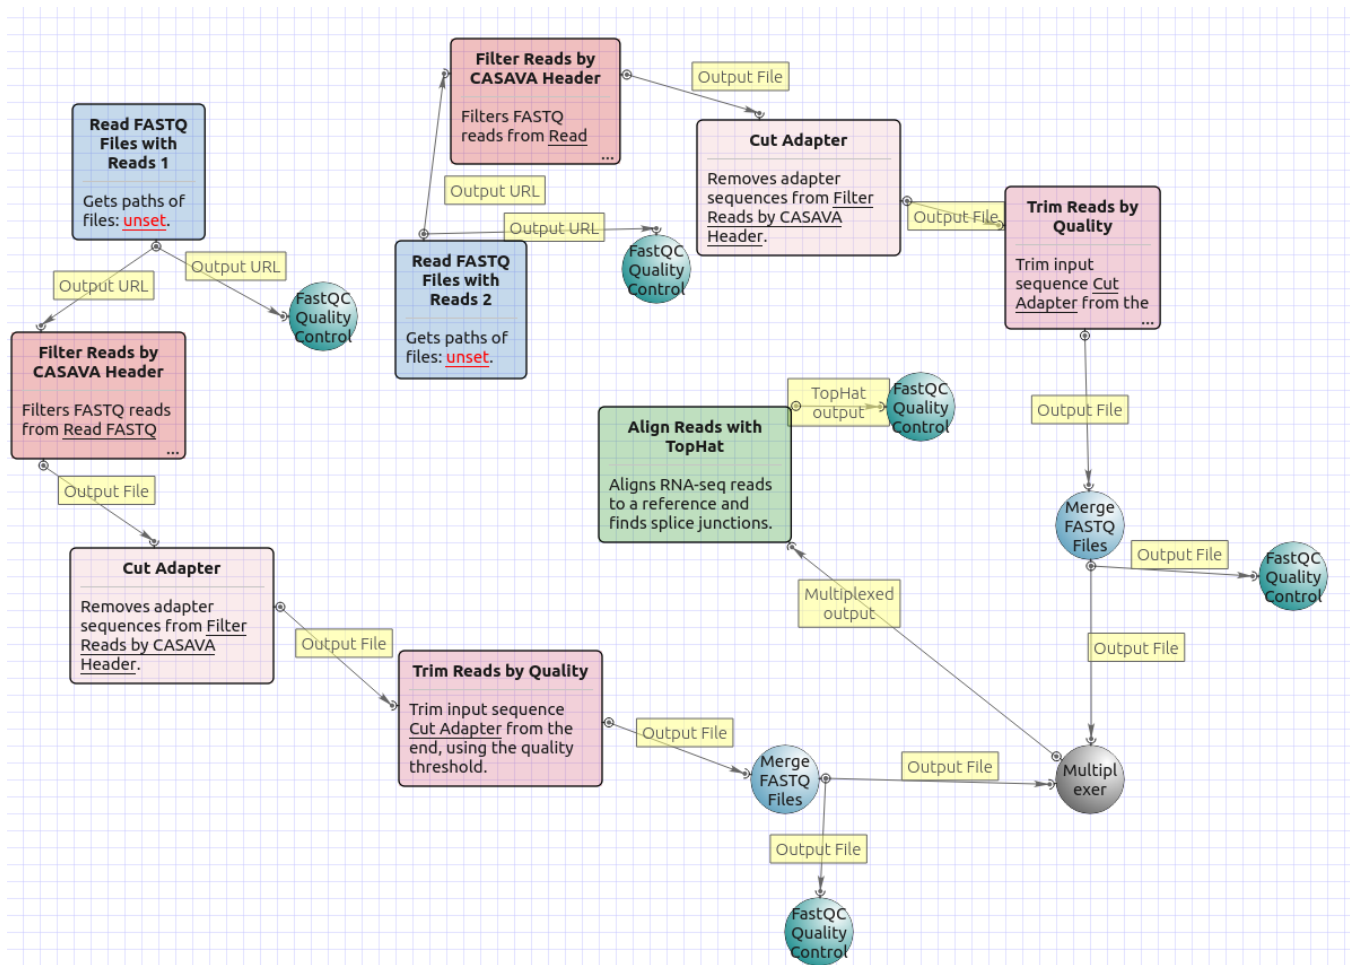 Filter Reads by
CASAVA Header
Filters FASTQ
reads from Read
...
Output File
Read FASTQ
Files with
Reads 1
Gets paths of
files: unset.
Cut Adapter
Removes adapter
sequences from Filter
Reads by CASAVA
Header.
Output URL
Output URL
Output File
Trim Reads by
Quality
Trim input
sequence Cut
Adapter from the
...
Read FASTQ
Files with
Reads 2
Gets paths of
files: unset.
FastQC
Quality
Control
Output URL
Output URL
FastQC
Quality
Control
Filter Reads by
CASAVA Header
Filters FASTQ reads
from Read FASTQ
...
TopHat
output
FastQC
Quality
Control
Output File
Align Reads with
TopHat
Aligns RNA-seq reads
to a reference and
finds splice junctions.
Output File
Merge
FASTQ
Files
Output File
FastQC
Quality
Control
Cut Adapter
Removes adapter
sequences from Filter
Reads by CASAVA
Header.
Multiplexed
output
Output File
Output File
Trim Reads by Quality
Trim input sequence
Cut Adapter from the
end, using the quality
threshold.
Output File
Merge
FASTQ
Files
Output File
Multipl
exer
Output File
FastQC
Quality
Control